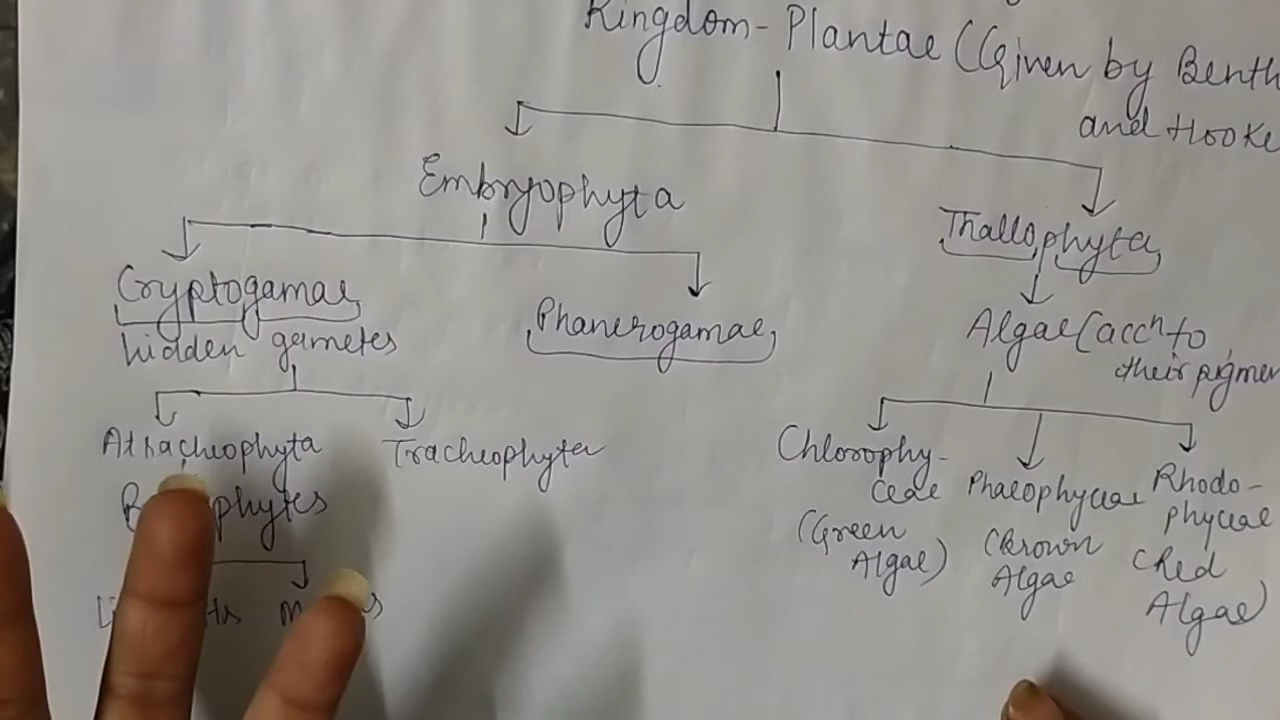 Kingdom - Plantae (Given by Benth
and Hooke
Embryophyta
Thallophyta
Cryptogamae
hidden gametes
Phanerogamae
Algae (accⁿ to
their pigmen
Atracheophyta
Tracheophyta
Chlorophy-
ceae
(Green
Algae)
Phaeophyceae
(Brown
Algae
Rhodo-
phyceae
(Red
Algae)